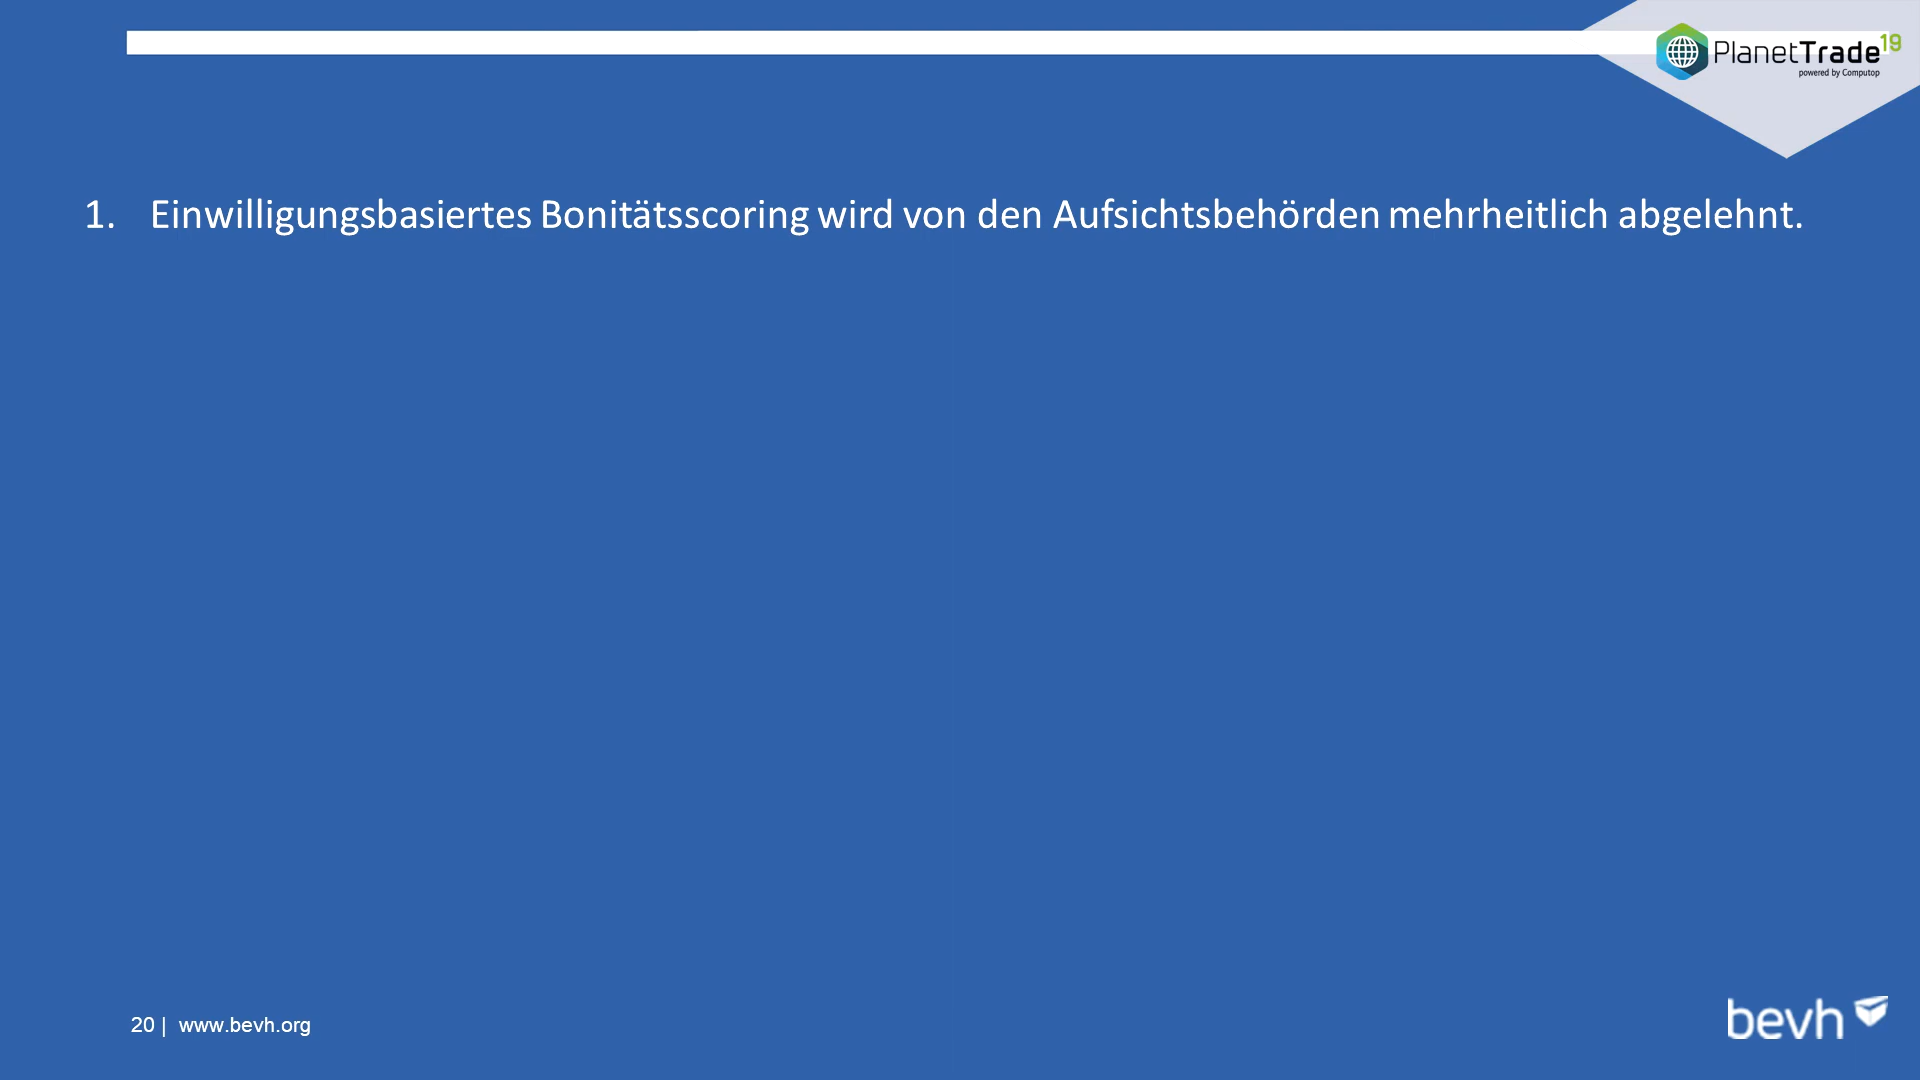 PlanetTrade19
powered by Computop
1. Einwilligungsbasiertes Bonitätsscoring wird von den Aufsichtsbehörden mehrheitlich abgelehnt.
20 | www.bevh.org
bevh